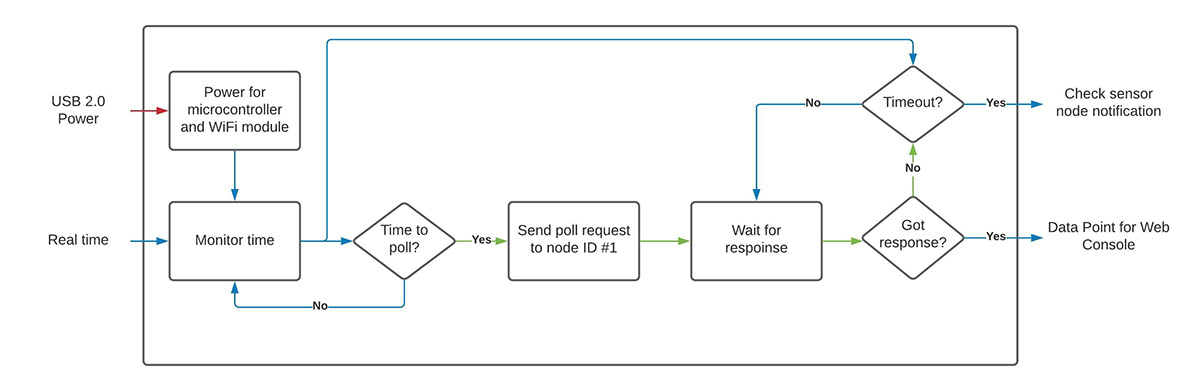 USB 2.0
Power
Power for
microcontroller
and WiFi module
Timeout?
No
Yes
Check sensor
node notification
No
Real time
Monitor time
Time to
poll?
Yes
Send poll request
to node ID #1
Wait for
respoinse
Got
response?
Yes
Data Point for Web
Console
No